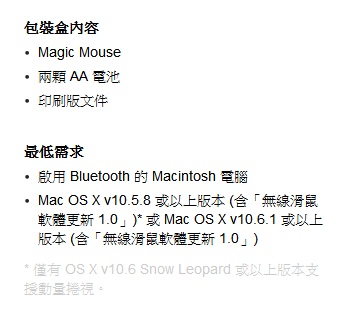 包裝盒內容
• Magic Mouse
• 兩顆 AA 電池
• 印刷版文件
最低需求
• 啟用 Bluetooth 的 Macintosh 電腦
• Mac OS X v10.5.8 或以上版本 (含「無線滑鼠
軟體更新 1.0」)* 或 Mac OS X v10.6.1 或以上
版本 (含「無線滑鼠軟體更新 1.0」)
* 僅有 OS X v10.6 Snow Leopard 或以上版本支
援動量捲視。